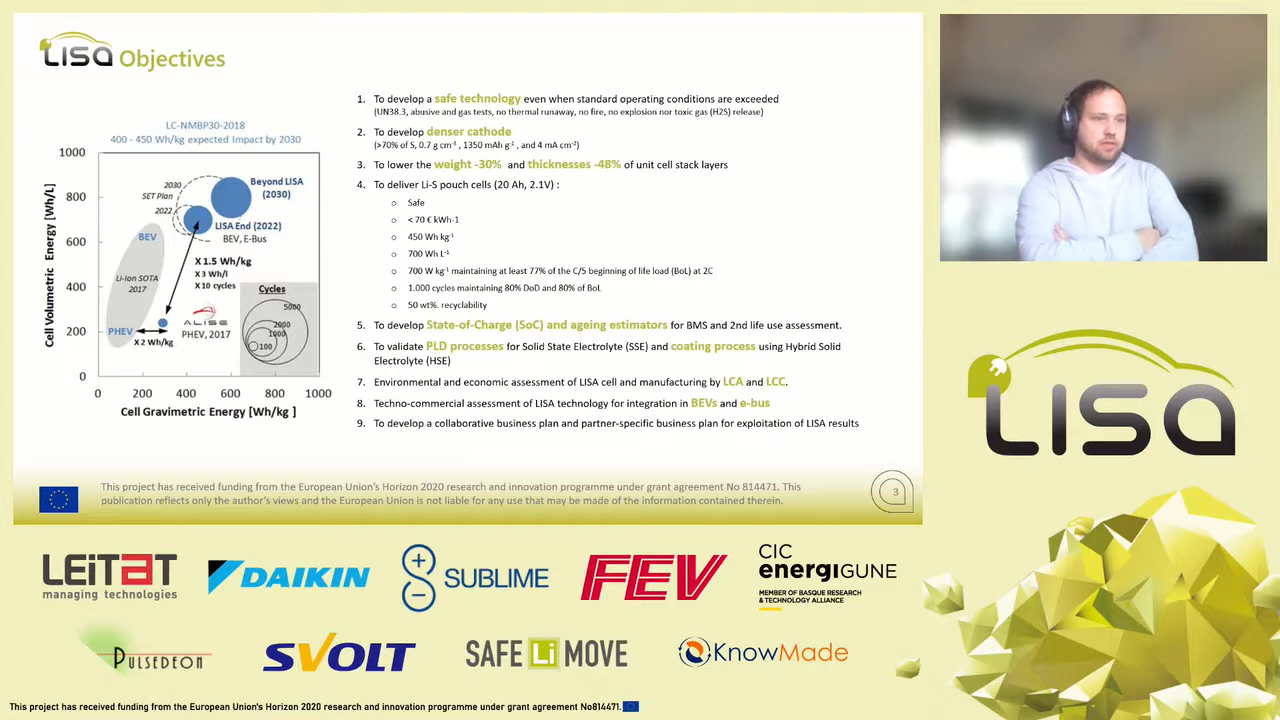 LISA Objectives
LC-NMBP30-2018
400 - 450 Wh/kg expected Impact by 2030
1000
800
600
400
200
0
0 200 400 600 800 1000
Cell Volumetric Energy [Wh/L]
Cell Gravimetric Energy [Wh/kg ]
2030
SET Plan
2022
Beyond LISA
(2030)
LISA End (2022)
BEV, E-Bus
BEV
Li-Ion SOTA
2017
X 1.5 Wh/kg
X 3 Wh/l
X 10 cycles
PHEV
X 2 Wh/kg
ALISE
PHEV, 2017
Cycles
5000
2000
1000
100
1. To develop a safe technology even when standard operating conditions are exceeded
(UN38.3, abusive and gas tests, no thermal runaway, no fire, no explosion nor toxic gas (H2S) release)
2. To develop denser cathode
(>70% of S, 0.7 g cm⁻³ , 1350 mAh g⁻¹ , and 4 mA cm⁻²)
3. To lower the weight -30% and thicknesses -48% of unit cell stack layers
4. To deliver Li-S pouch cells (20 Ah, 2.1V) :
o Safe
o < 70 € kWh-1
o 450 Wh kg⁻¹
o 700 Wh L⁻¹
o 700 W kg⁻¹ maintaining at least 77% of the C/5 beginning of life load (BoL) at 2C
o 1.000 cycles maintaining 80% DoD and 80% of BoL
o 50 wt%. recyclability
5. To develop State-of-Charge (SoC) and ageing estimators for BMS and 2nd life use assessment.
6. To validate PLD processes for Solid State Electrolyte (SSE) and coating process using Hybrid Solid
Electrolyte (HSE)
7. Environmental and economic assessment of LISA cell and manufacturing by LCA and LCC.
8. Techno-commercial assessment of LISA technology for integration in BEVs and e-bus
9. To develop a collaborative business plan and partner-specific business plan for exploitation of LISA results
This project has received funding from the European Union's Horizon 2020 research and innovation programme under grant agreement No 814471. This
publication reflects only the author's views and the European Union is not liable for any use that may be made of the information contained therein.
3
LISA
LEITAT
managing technologies
DAIKIN
SUBLIME
FEV
CIC
energiGUNE
MEMBER OF BASQUE RESEARCH
& TECHNOLOGY ALLIANCE
PULSEDEON
SVOLT
SAFE Li MOVE
KnowMade
This project has received funding from the European Union's Horizon 2020 research and innovation programme under grant agreement No814471.